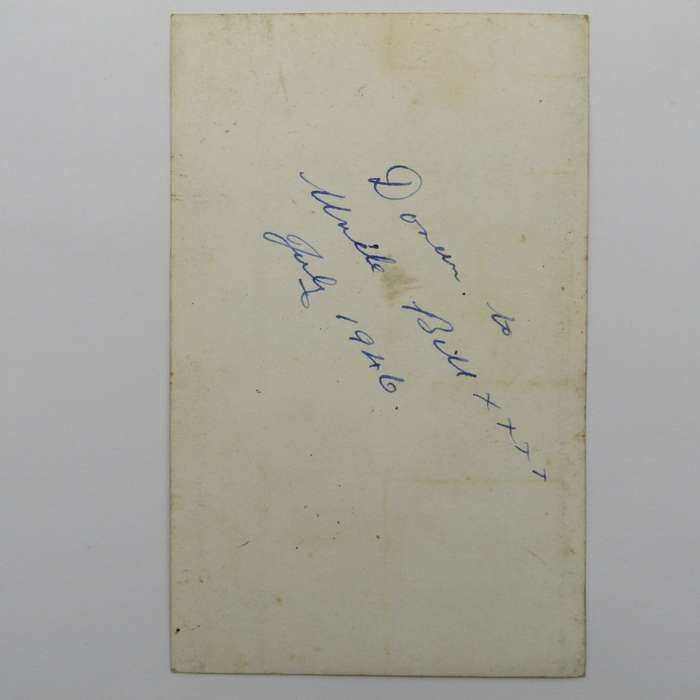 Doreen to
Uncle Bill x x x x
July 1946.